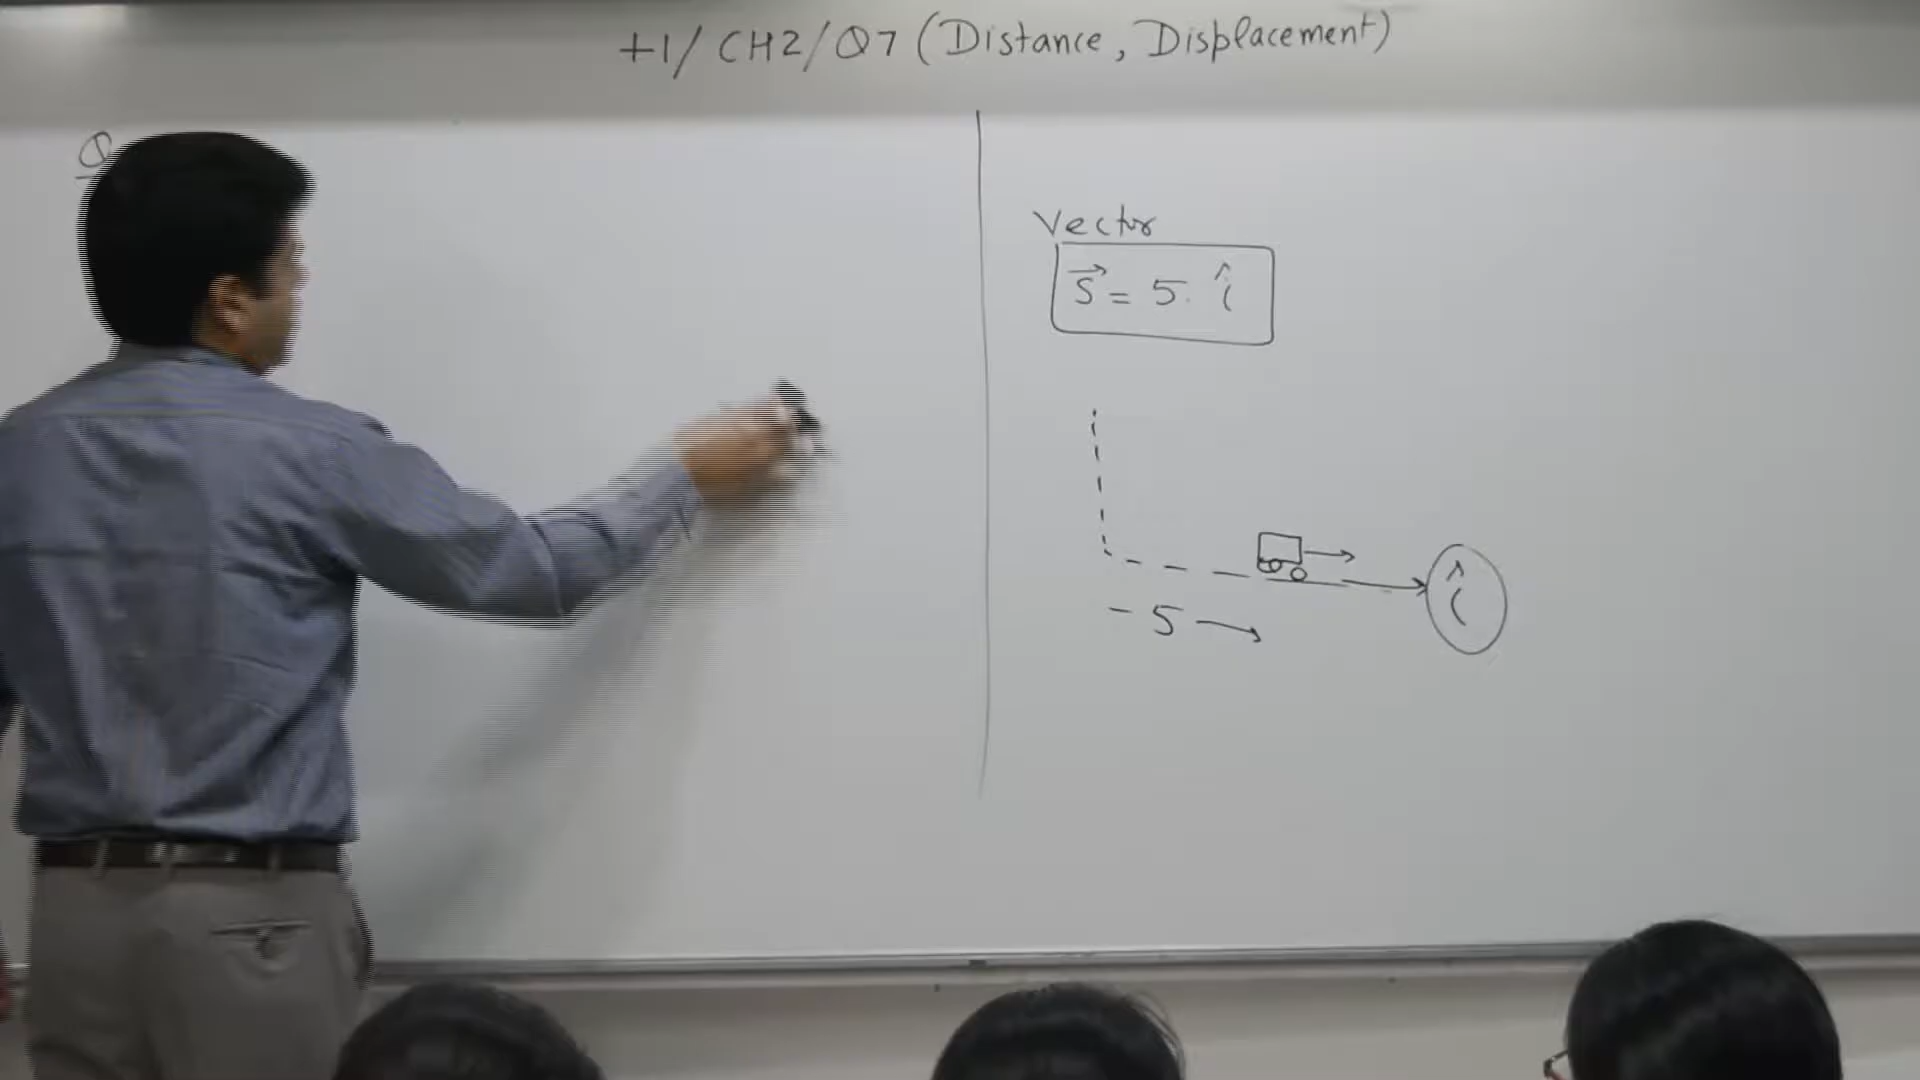 +1/ CH2/Q7 (Distance, Displacement)
Q
Vector
S⃗ = 5. î
î
- 5 →